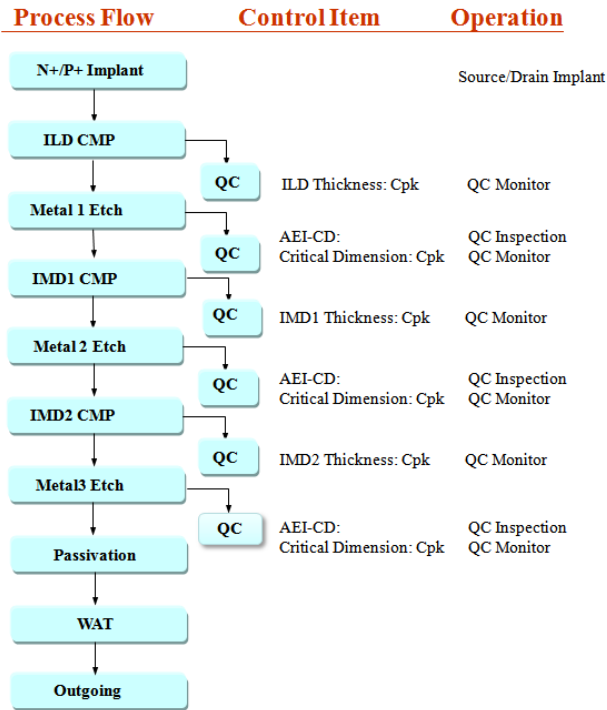 Process Flow Control Item Operation
N+/P+ Implant Source/Drain Implant
ILD CMP
QC ILD Thickness: Cpk QC Monitor
Metal 1 Etch
QC AEI-CD: QC Inspection
Critical Dimension: Cpk QC Monitor
IMD1 CMP
QC IMD1 Thickness: Cpk QC Monitor
Metal 2 Etch
QC AEI-CD: QC Inspection
Critical Dimension: Cpk QC Monitor
IMD2 CMP
QC IMD2 Thickness: Cpk QC Monitor
Metal3 Etch
QC AEI-CD: QC Inspection
Critical Dimension: Cpk QC Monitor
Passivation
WAT
Outgoing